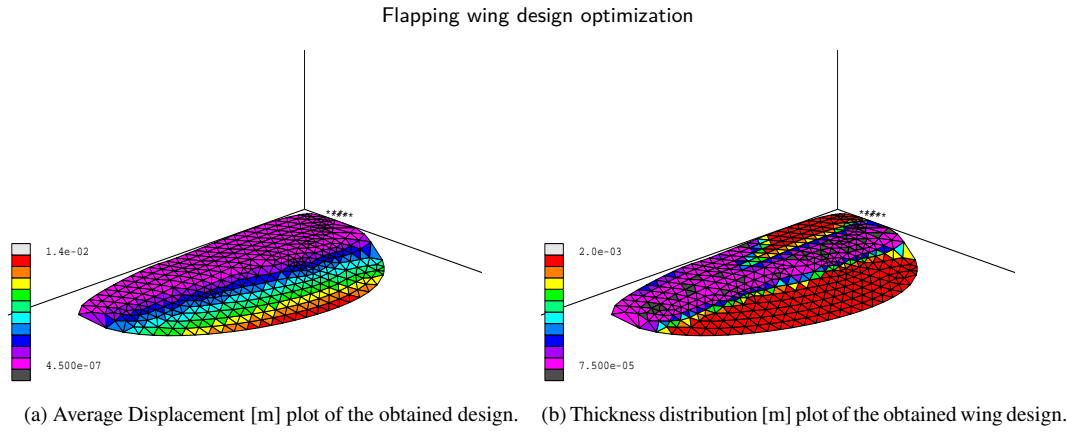 Flapping wing design optimization
1.4e-02
4.500e-07
2.0e-03
7.500e-05
(a) Average Displacement [m] plot of the obtained design.
(b) Thickness distribution [m] plot of the obtained wing design.